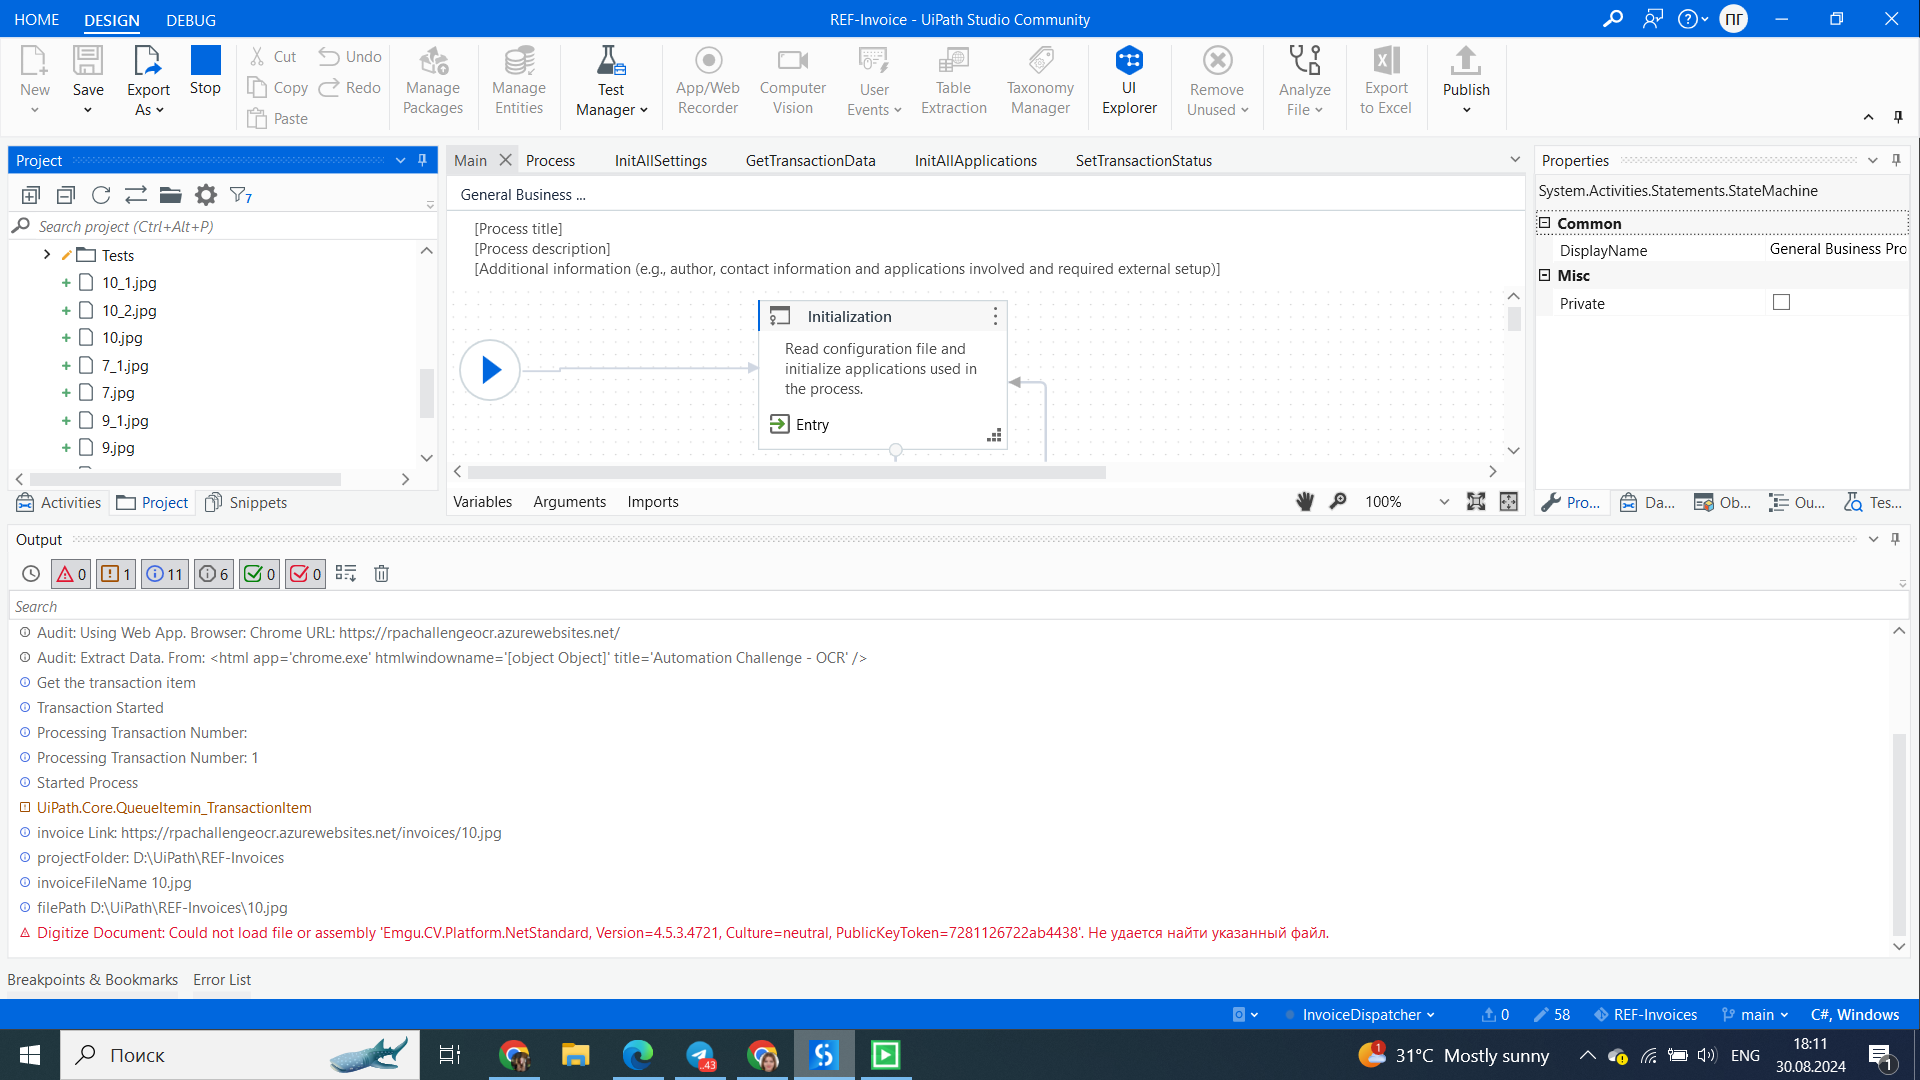 HOME DESIGN DEBUG REF-Invoice - UiPath Studio Community ПГ
New Save Export As Stop Cut Copy Paste Undo Redo Manage Packages Manage Entities Test Manager App/Web Recorder Computer Vision User Events Table Extraction Taxonomy Manager UI Explorer Remove Unused Analyze File Export to Excel Publish
Project
7
Search project (Ctrl+Alt+P)
Tests
10_1.jpg
10_2.jpg
10.jpg
7_1.jpg
7.jpg
9_1.jpg
9.jpg
Activities Project Snippets
Main Process InitAllSettings GetTransactionData InitAllApplications SetTransactionStatus
General Business ...
[Process title]
[Process description]
[Additional information (e.g., author, contact information and applications involved and required external setup)]
Initialization
Read configuration file and
initialize applications used in
the process.
Entry
Variables Arguments Imports 100%
Properties
System.Activities.Statements.StateMachine
Common
DisplayName General Business Pro
Misc
Private
Pro... Da... Ob... Ou... Tes...
Output
0 1 11 6 0 0
Search
Audit: Using Web App. Browser: Chrome URL: https://rpachallengeocr.azurewebsites.net/
Audit: Extract Data. From: <html app='chrome.exe' htmlwindowname='[object Object]' title='Automation Challenge - OCR' />
Get the transaction item
Transaction Started
Processing Transaction Number:
Processing Transaction Number: 1
Started Process
UiPath.Core.QueueItemin_TransactionItem
invoice Link: https://rpachallengeocr.azurewebsites.net/invoices/10.jpg
projectFolder: D:\UiPath\REF-Invoices
invoiceFileName 10.jpg
filePath D:\UiPath\REF-Invoices\10.jpg
Digitize Document: Could not load file or assembly 'Emgu.CV.Platform.NetStandard, Version=4.5.3.4721, Culture=neutral, PublicKeyToken=7281126722ab4438'. Не удается найти указанный файл.
Breakpoints & Bookmarks Error List
InvoiceDispatcher 0 58 REF-Invoices main C#, Windows
Поиск ..43 1 31°C Mostly sunny ENG 18:11 30.08.2024 1